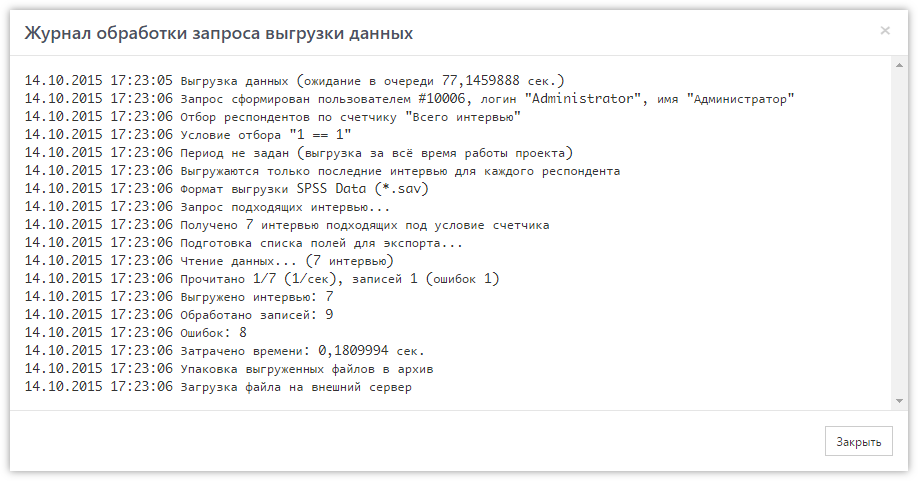 Журнал обработки запроса выгрузки данных
×
14.10.2015 17:23:05 Выгрузка данных (ожидание в очереди 77,1459888 сек.)
14.10.2015 17:23:06 Запрос сформирован пользователем #10006, логин "Administrator", имя "Администратор"
14.10.2015 17:23:06 Отбор респондентов по счетчику "Всего интервью"
14.10.2015 17:23:06 Условие отбора "1 == 1"
14.10.2015 17:23:06 Период не задан (выгрузка за всё время работы проекта)
14.10.2015 17:23:06 Выгружаются только последние интервью для каждого респондента
14.10.2015 17:23:06 Формат выгрузки SPSS Data (*.sav)
14.10.2015 17:23:06 Запрос подходящих интервью...
14.10.2015 17:23:06 Получено 7 интервью подходящих под условие счетчика
14.10.2015 17:23:06 Подготовка списка полей для экспорта...
14.10.2015 17:23:06 Чтение данных... (7 интервью)
14.10.2015 17:23:06 Прочитано 1/7 (1/сек), записей 1 (ошибок 1)
14.10.2015 17:23:06 Выгружено интервью: 7
14.10.2015 17:23:06 Обработано записей: 9
14.10.2015 17:23:06 Ошибок: 8
14.10.2015 17:23:06 Затрачено времени: 0,1809994 сек.
14.10.2015 17:23:06 Упаковка выгруженных файлов в архив
14.10.2015 17:23:06 Загрузка файла на внешний сервер
Закрыть